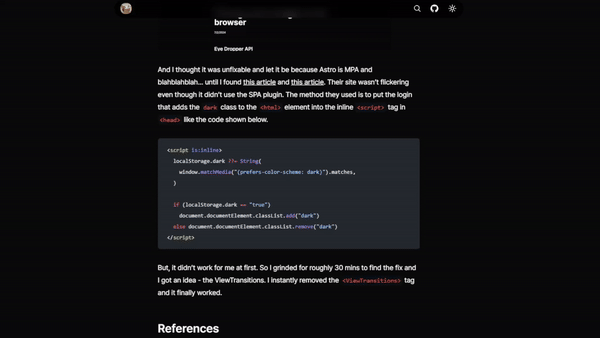 browser
Eye Dropper API
And I thought it was unfixable and let it be because Astro is MPA and
blahblahblah... until I found this article and this article. Their site wasn't flickering
even though it didn't use the SPA plugin. The method they used is to put the login
that adds the dark class to the <html> element into the inline <script> tag in
<head> like the code shown below.
<script is:inline>
localStorage.dark ??= String(
window.matchMedia("(prefers-color-scheme: dark)").matches,
)
if (localStorage.dark == "true")
document.documentElement.classList.add("dark")
else document.documentElement.classList.remove("dark")
</script>
But, it didn't work for me at first. So I grinded for roughly 30 mins to find the fix and
I got an idea - the ViewTransitions. I instantly removed the <ViewTransitions> tag
and it finally worked.
References